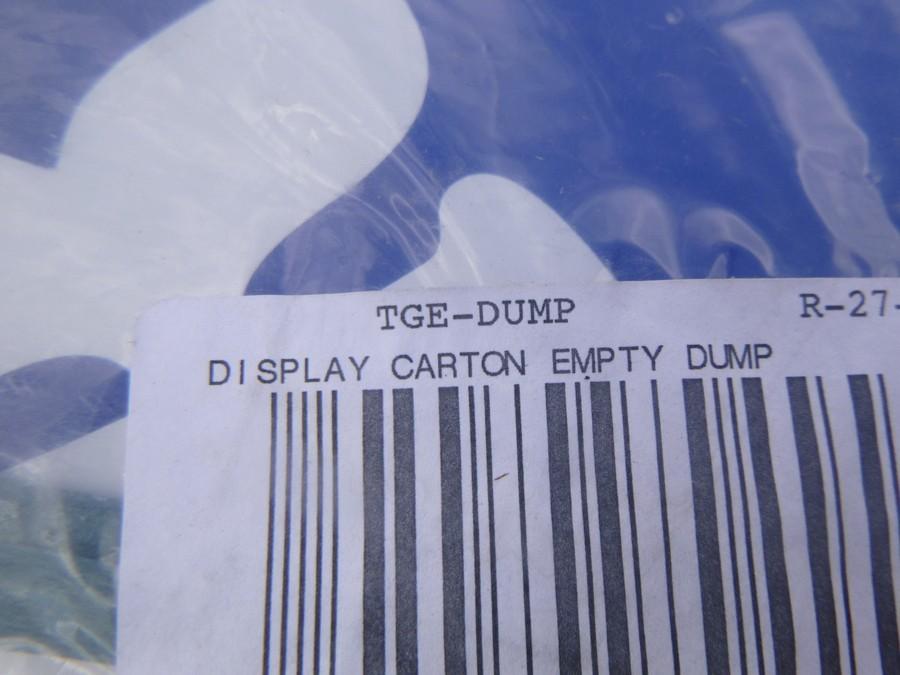 TGE-DUMP R-27-
DISPLAY CARTON EMPTY DUMP